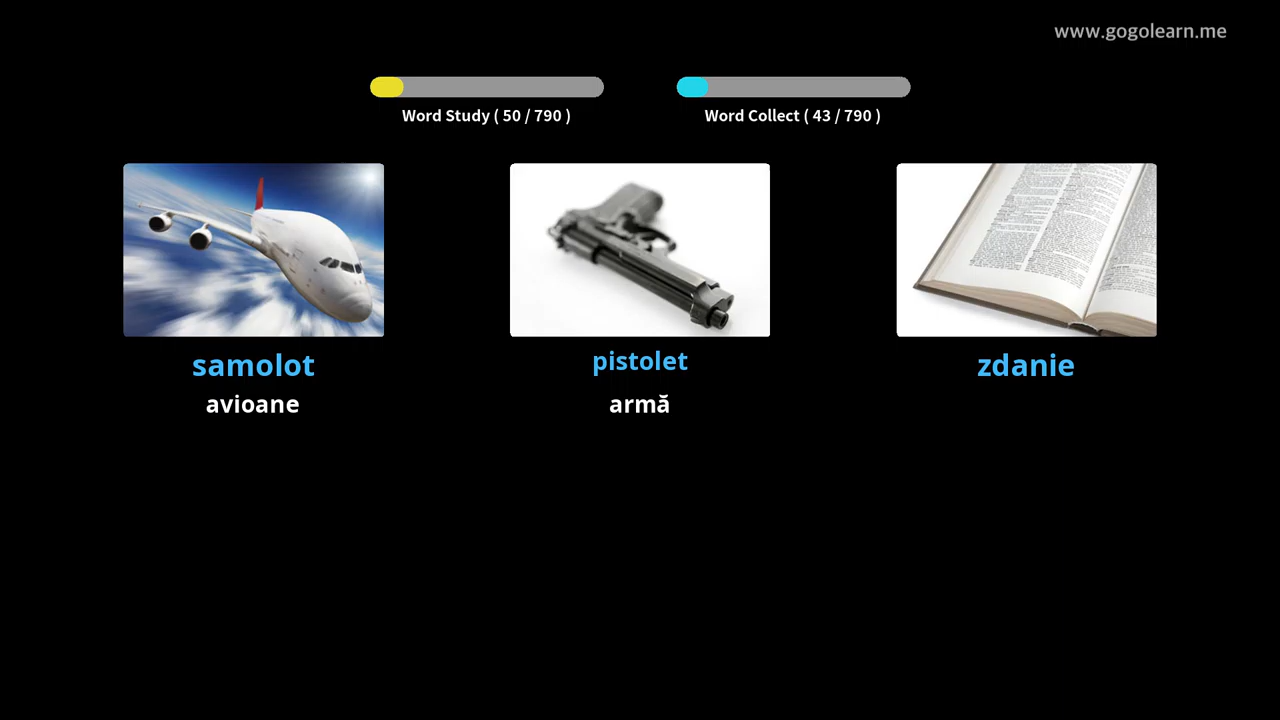 www.gogolearn.me
Word Study ( 50 / 790 )
Word Collect ( 43 / 790 )
samolot
avioane
pistolet
armă
zdanie